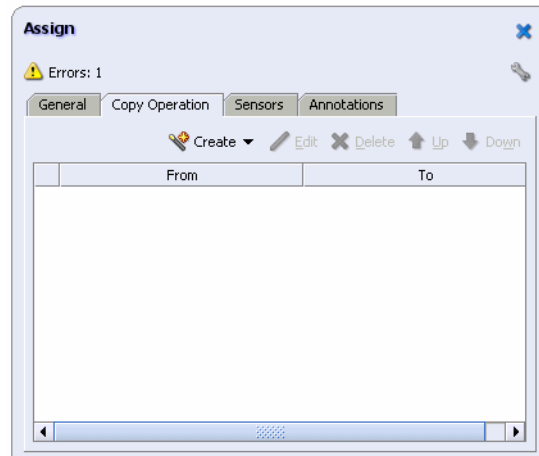 Assign
Errors: 1
General Copy Operation Sensors Annotations
Create Edit Delete Up Down
From To